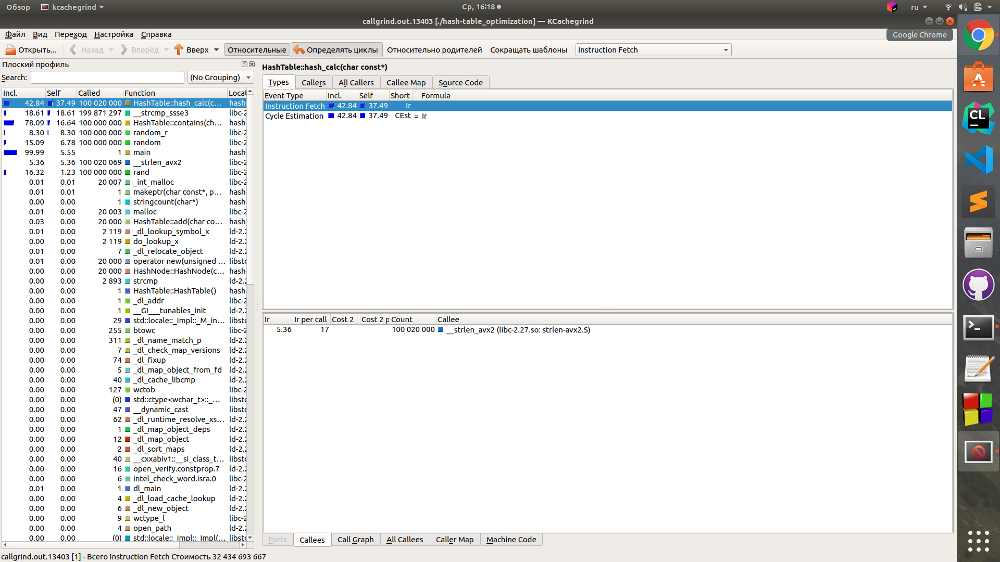 Обзор kcachegrind Ср, 16:18 ru
callgrind.out.13403 [./hash-table_optimization] — KCachegrind
Файл Вид Переход Настройка Справка
Google Chrome
Открыть... Назад Вперёд Вверх Относительные Определять циклы Относительно родителей Сокращать шаблоны Instruction Fetch
Плоский профиль
Search: (No Grouping)
Incl. Self Called Function Locat
42.84 37.49 100 020 000 HashTable::hash_calc(c... hash-
18.61 18.61 199 871 297 __strcmp_ssse3 libc-2
78.09 16.64 100 000 000 HashTable::contains(ch... hash-
8.30 8.30 100 000 000 random_r libc-2
15.09 6.78 100 000 000 random libc-2
99.99 5.55 1 main hash-
5.36 5.36 100 020 069 __strlen_avx2 libc-2
16.32 1.23 100 000 000 rand libc-2
0.01 0.01 20 007 _int_malloc libc-2
0.01 0.01 1 makeptr(char const*, p... hash-
0.00 0.00 1 stringcount(char*) hash-
0.01 0.00 20 003 malloc libc-2
0.03 0.00 20 000 HashTable::add(char co... hash-
0.01 0.00 2 119 _dl_lookup_symbol_x ld-2.2
0.00 0.00 2 119 do_lookup_x ld-2.2
0.01 0.00 7 _dl_relocate_object ld-2.2
0.01 0.00 20 000 operator new(unsigned ... libstc
0.00 0.00 20 000 HashNode::HashNode(c... hash-
0.00 0.00 2 893 strcmp ld-2.2
0.00 0.00 1 HashTable::HashTable() hash-
0.00 0.00 1 _dl_addr libc-2
0.00 0.00 1 __GI___tunables_init ld-2.2
0.00 0.00 29 std::locale::_Impl::_M_in... libstc
0.00 0.00 255 btowc libc-2
0.00 0.00 311 _dl_name_match_p ld-2.2
0.00 0.00 7 _dl_check_map_versions ld-2.2
0.00 0.00 74 _dl_fixup ld-2.2
0.00 0.00 5 _dl_map_object_from_fd ld-2.2
0.00 0.00 40 _dl_cache_libcmp ld-2.2
0.00 0.00 127 wctob libc-2
0.00 0.00 (0) std::ctype<wchar_t>::_... libstc
0.00 0.00 47 __dynamic_cast libstc
0.00 0.00 62 _dl_runtime_resolve_xs... ld-2.2
0.00 0.00 1 _dl_map_object_deps ld-2.2
0.00 0.00 12 _dl_map_object ld-2.2
0.00 0.00 2 _dl_sort_maps ld-2.2
0.00 0.00 40 __cxxabiv1::__si_class_t... libstc
0.00 0.00 16 open_verify.constprop.7 ld-2.2
0.00 0.00 6 intel_check_word.isra.0 libc-2
0.01 0.00 1 dl_main ld-2.2
0.00 0.00 4 _dl_load_cache_lookup ld-2.2
0.00 0.00 6 _dl_new_object ld-2.2
0.00 0.00 9 wctype_l libc-2
0.00 0.00 4 open_path ld-2.2
0.00 0.00 (0) std::locale::_Impl::_Impl(... libstc
HashTable::hash_calc(char const*)
Types Callers All Callers Callee Map Source Code
Event Type Incl. Self Short Formula
Instruction Fetch 42.84 37.49 Ir
Cycle Estimation 42.84 37.49 CEst = Ir
Ir Ir per call Cost 2 Cost 2 p Count Callee
5.36 17 100 020 000 __strlen_avx2 (libc-2.27.so: strlen-avx2.S)
Parts Callees Call Graph All Callees Caller Map Machine Code
callgrind.out.13403 [1] - Всего Instruction Fetch Стоимость 32 434 693 667
A
CL
>_